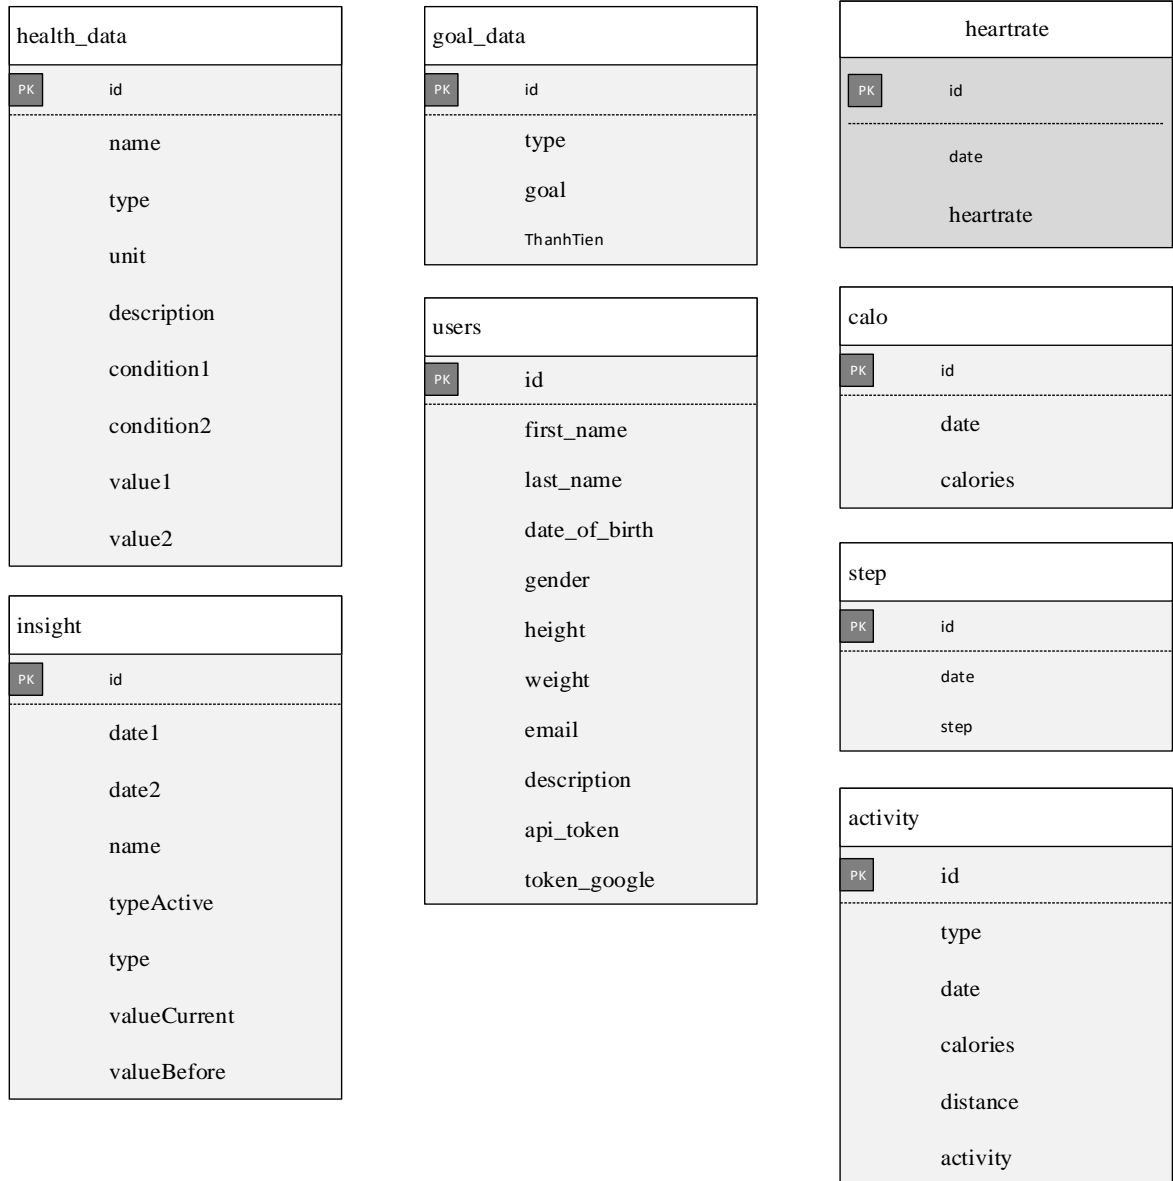 health_data
PK id
name
type
unit
description
condition1
condition2
value1
value2
insight
PK id
date1
date2
name
typeActive
type
valueCurrent
valueBefore
goal_data
PK id
type
goal
ThanhTien
users
PK id
first_name
last_name
date_of_birth
gender
height
weight
email
description
api_token
token_google
heartrate
PK id
date
heartrate
calo
PK id
date
calories
step
PK id
date
step
activity
PK id
type
date
calories
distance
activity